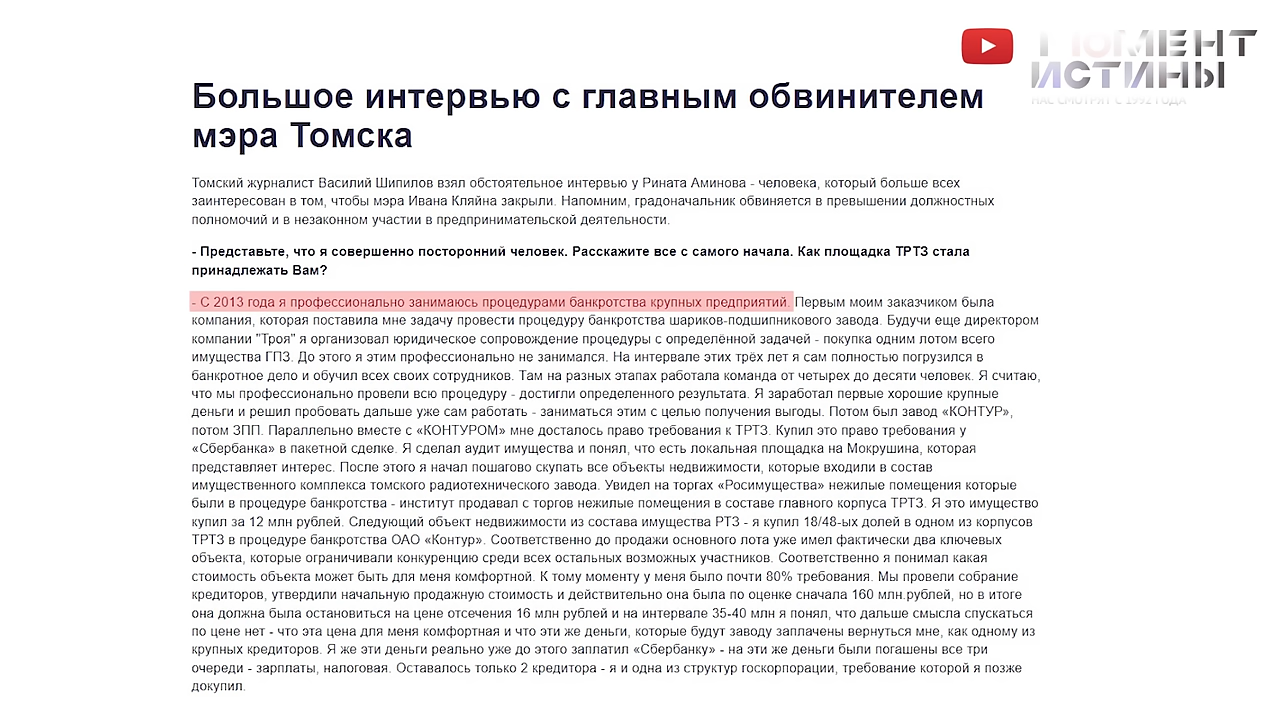 МОМЕНТ
ИСТИНЫ
НАС СМОТРЯТ С 1992 ГОДА
Большое интервью с главным обвинителем
мэра Томска
Томский журналист Василий Шипилов взял обстоятельное интервью у Рината Аминова - человека, который больше всех
заинтересован в том, чтобы мэра Ивана Кляйна закрыли. Напомним, градоначальник обвиняется в превышении должностных
полномочий и в незаконном участии в предпринимательской деятельности.
- Представьте, что я совершенно посторонний человек. Расскажите все с самого начала. Как площадка ТРТЗ стала
принадлежать Вам?
- С 2013 года я профессионально занимаюсь процедурами банкротства крупных предприятий. Первым моим заказчиком была
компания, которая поставила мне задачу провести процедуру банкротства шариков-подшипникового завода. Будучи еще директором
компании "Троя" я организовал юридическое сопровождение процедуры с определённой задачей - покупка одним лотом всего
имущества ГПЗ. До этого я этим профессионально не занимался. На интервале этих трёх лет я сам полностью погрузился в
банкротное дело и обучил всех своих сотрудников. Там на разных этапах работала команда от четырех до десяти человек. Я считаю,
что мы профессионально провели всю процедуру - достигли определенного результата. Я заработал первые хорошие крупные
деньги и решил пробовать дальше уже сам работать - заниматься этим с целью получения выгоды. Потом был завод «КОНТУР»,
потом ЗПП. Параллельно вместе с «КОНТУРОМ» мне досталось право требования к ТРТЗ. Купил это право требования у
«Сбербанка» в пакетной сделке. Я сделал аудит имущества и понял, что есть локальная площадка на Мокрушина, которая
представляет интерес. После этого я начал пошагово скупать все объекты недвижимости, которые входили в состав
имущественного комплекса томского радиотехнического завода. Увидел на торгах «Росимущества» нежилые помещения которые
были в процедуре банкротства - институт продавал с торгов нежилые помещения в составе главного корпуса ТРТЗ. Я это имущество
купил за 12 млн рублей. Следующий объект недвижимости из состава имущества РТЗ - я купил 18/48-ых долей в одном из корпусов
ТРТЗ в процедуре банкротства ОАО «Контур». Соответственно до продажи основного лота уже имел фактически два ключевых
объекта, которые ограничивали конкуренцию среди всех остальных возможных участников. Соответственно я понимал какая
стоимость объекта может быть для меня комфортной. К тому моменту у меня было почти 80% требования. Мы провели собрание
кредиторов, утвердили начальную продажную стоимость и действительно она была по оценке сначала 160 млн.рублей, но в итоге
она должна была остановиться на цене отсечения 16 млн рублей и на интервале 35-40 млн я понял, что дальше смысла спускаться
по цене нет - что эта цена для меня комфортная и что эти же деньги, которые будут заводу заплачены вернуться мне, как одному из
крупных кредиторов. Я же эти деньги реально уже до этого заплатил «Сбербанку» - на эти же деньги были погашены все три
очереди - зарплаты, налоговая. Оставалось только 2 кредитора - я и одна из структур госкорпорации, требование которой я позже
докупил.